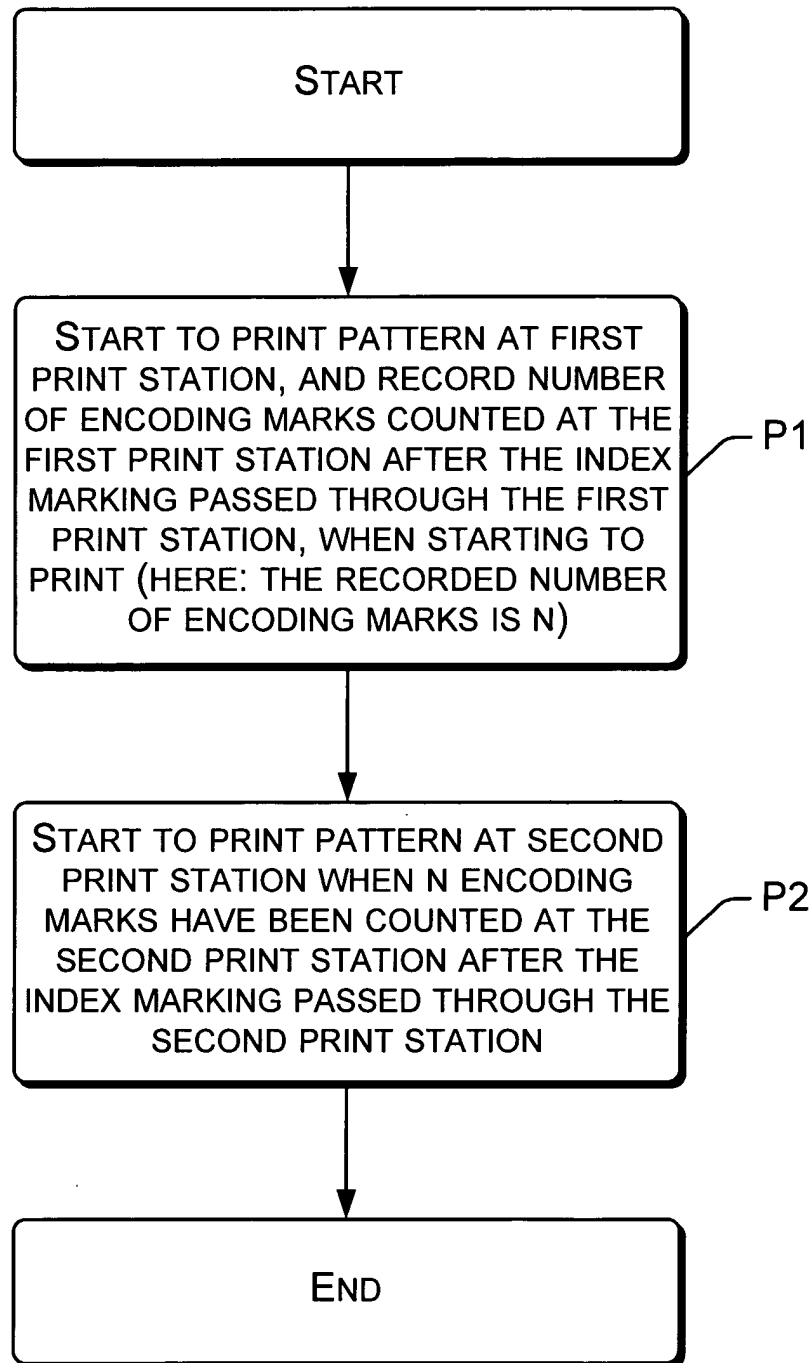 START
START TO PRINT PATTERN AT FIRST
PRINT STATION, AND RECORD NUMBER
OF ENCODING MARKS COUNTED AT THE
FIRST PRINT STATION AFTER THE INDEX
MARKING PASSED THROUGH THE FIRST
PRINT STATION, WHEN STARTING TO
PRINT (HERE: THE RECORDED NUMBER
OF ENCODING MARKS IS N)
P1
START TO PRINT PATTERN AT SECOND
PRINT STATION WHEN N ENCODING
MARKS HAVE BEEN COUNTED AT THE
SECOND PRINT STATION AFTER THE
INDEX MARKING PASSED THROUGH THE
SECOND PRINT STATION
P2
END